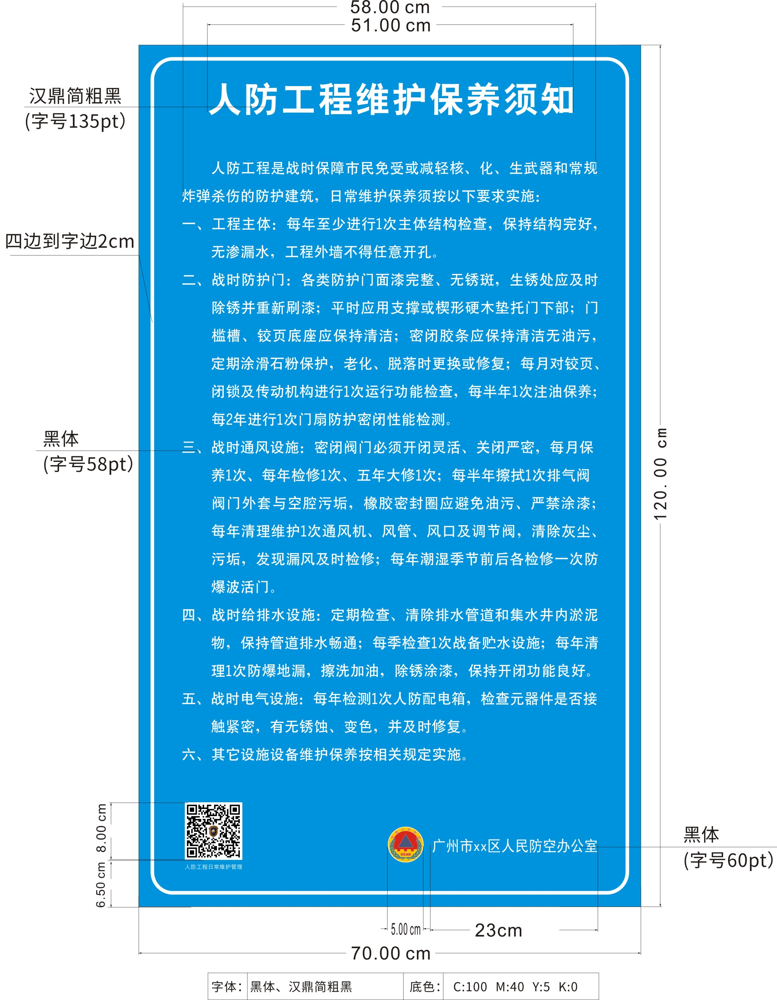 58.00 cm
51.00 cm
汉鼎简粗黑
(字号135pt)
人防工程维护保养须知
人防工程是战时保障市民免受或减轻核、化、生武器和常规
炸弹杀伤的防护建筑，日常维护保养须按以下要求实施：
一、工程主体：每年至少进行1次主体结构检查，保持结构完好，
四边到字边2cm
无渗漏水，工程外墙不得任意开孔。
二、战时防护门：各类防护门面漆完整、无锈斑，生锈处应及时
除锈并重新刷漆；平时应用支撑或楔形硬木垫托门下部；门
槛槽、铰页底座应保持清洁；密闭胶条应保持清洁无油污，
定期涂滑石粉保护，老化、脱落时更换或修复；每月对铰页、
闭锁及传动机构进行1次运行功能检查，每半年1次注油保养；
每2年进行1次门扇防护密闭性能检测。
黑体
(字号58pt)
三、战时通风设施：密闭阀门必须开闭灵活、关闭严密，每月保
养1次、每年检修1次、五年大修1次；每半年擦拭1次排气阀
阀门外套与空腔污垢，橡胶密封圈应避免油污、严禁涂漆；
每年清理维护1次通风机、风管、风口及调节阀，清除灰尘、
污垢，发现漏风及时检修；每年潮湿季节前后各检修一次防
爆波活门。
120.00 cm
四、战时给排水设施：定期检查、清除排水管道和集水井内淤泥
物，保持管道排水畅通；每季检查1次战备贮水设施；每年清
理1次防爆地漏，擦洗加油，除锈涂漆，保持开闭功能良好。
五、战时电气设施：每年检测1次人防配电箱，检查元器件是否接
触紧密，有无锈蚀、变色，并及时修复。
六、其它设施设备维护保养按相关规定实施。
8.00 cm
6.50 cm
人防工程日常维护管理
CCAD
广州市xx区人民防空办公室
黑体
(字号60pt)
5.00 cm
23cm
70.00 cm
字体：黑体、汉鼎简粗黑 底色：C:100 M:40 Y:5 K:0